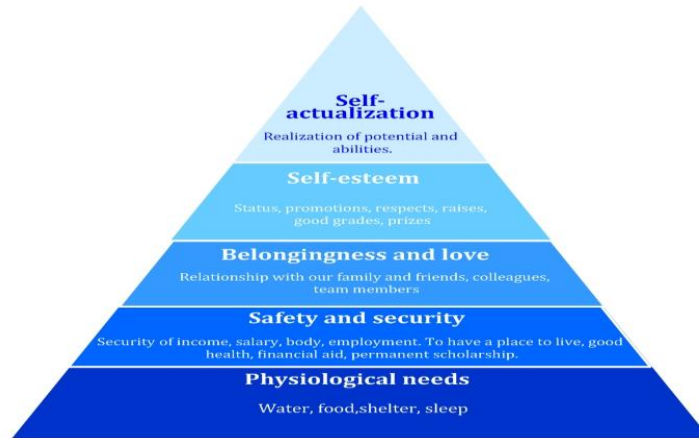 Self-
actualization
Realization of potential and
abilities.
Self-esteem
Status, promotions, respects, raises,
good grades, prizes
Belongingness and love
Relationship with our family and friends, colleagues,
team members
Safety and security
Security of income, salary, body, employment. To have a place to live, good
health, financial aid, permanent scholarship.
Physiological needs
Water, food,shelter, sleep